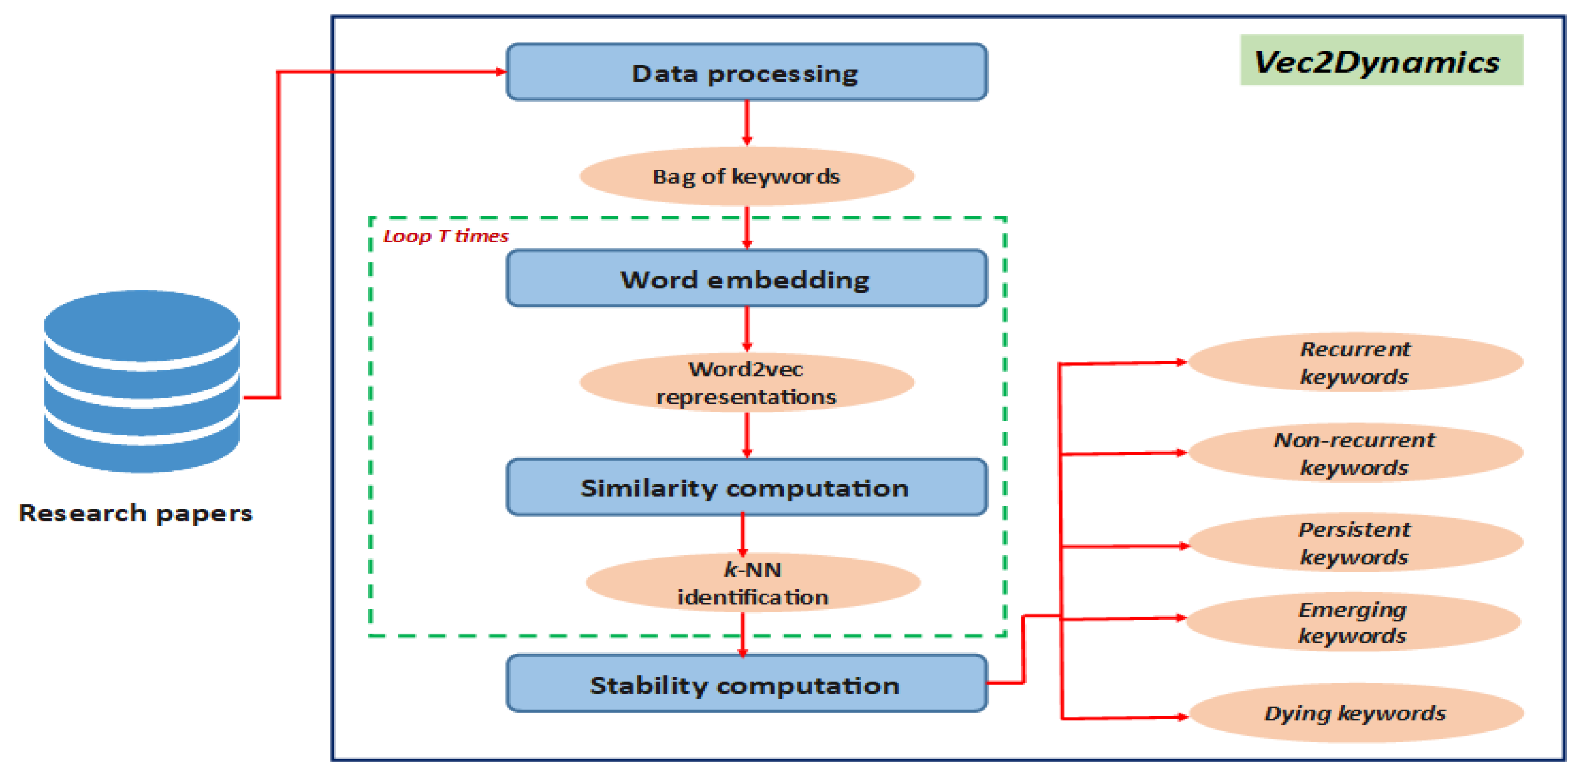 Vec2Dynamics
Data processing
Bag of keywords
Loop T times
Word embedding
Word2vec
representations
Similarity computation
k-NN
identification
Stability computation
Research papers
Recurrent
keywords
Non-recurrent
keywords
Persistent
keywords
Emerging
keywords
Dying keywords